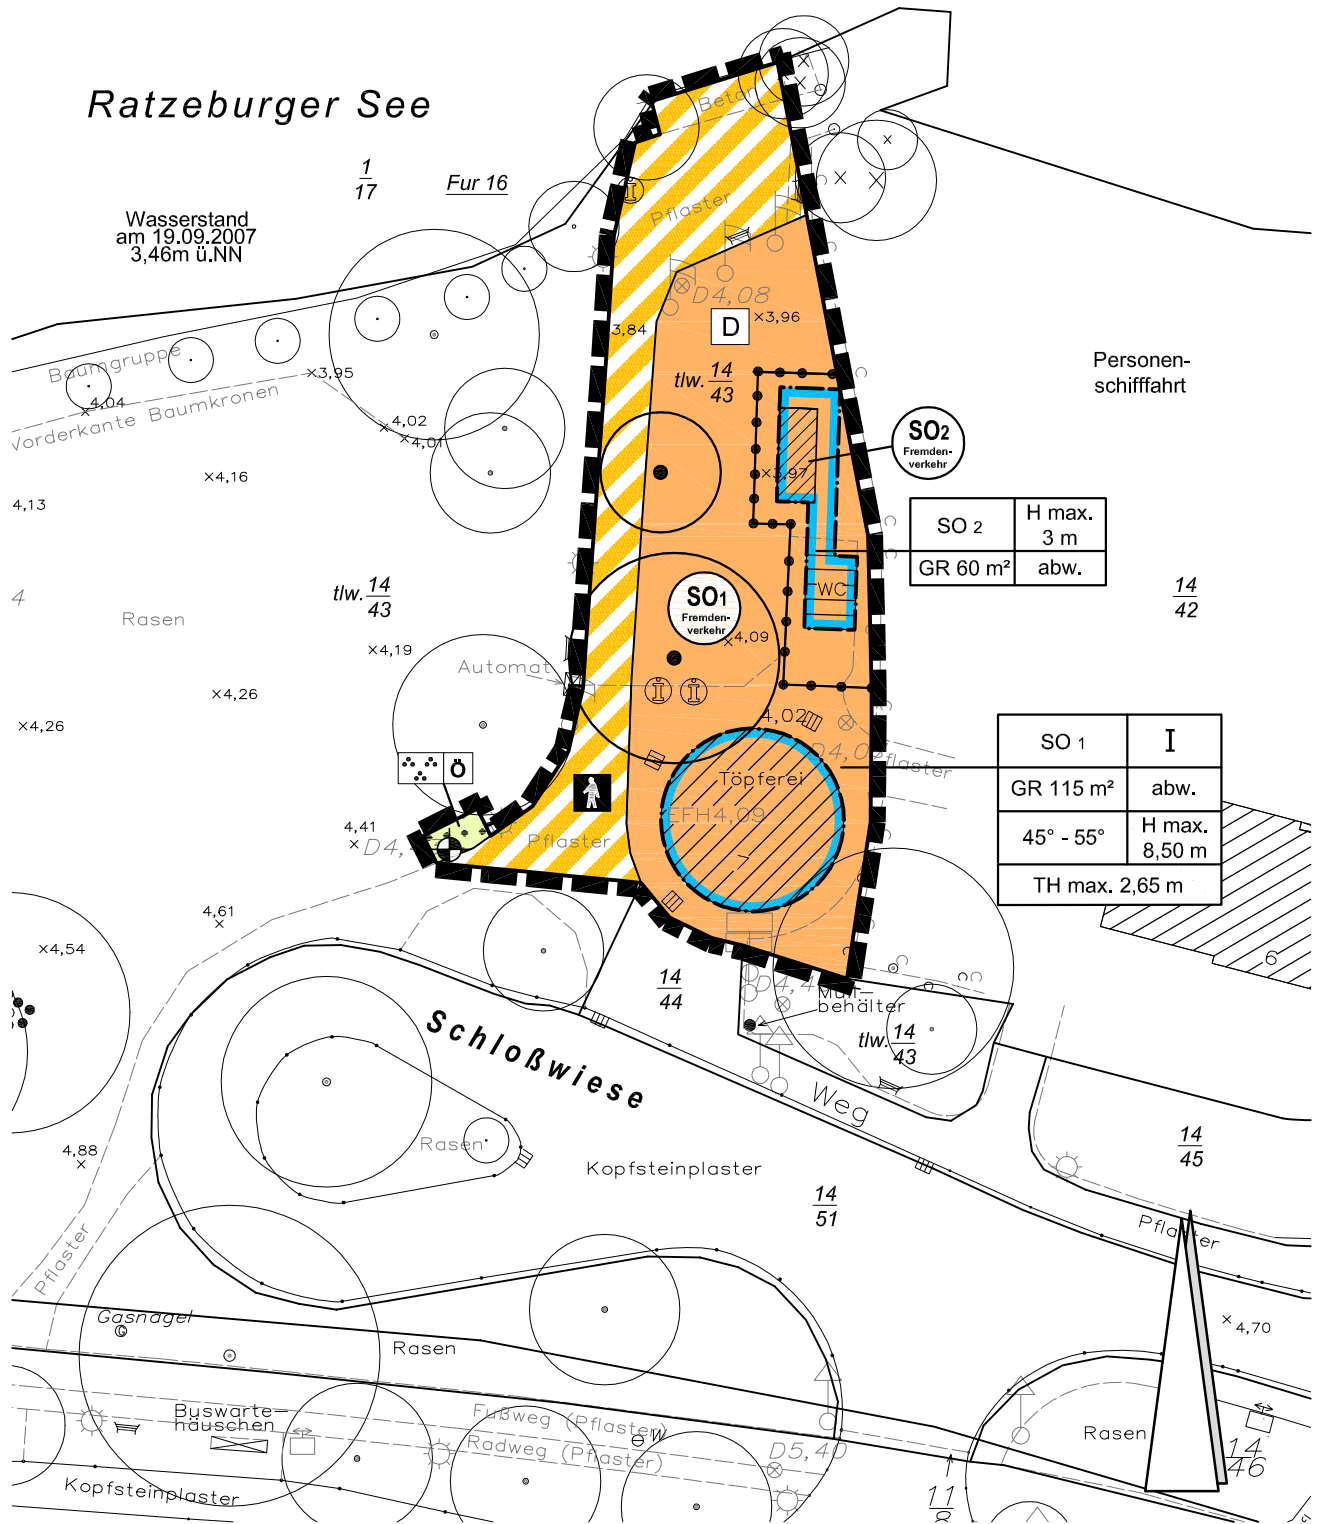 Ratzeburger See
1
17
Fur 16
Wasserstand
am 19.09.2007
3,46m ü.NN
Beton
Pflaster
D4,08
D
×3,96
3,84
tlw. 14
43
Baumgruppe
×3,95
4,04
Vorderkante Baumkronen
×4,02
×4,01
Personen-
schifffahrt
SO2
Fremden-
verkehr
×3,97
×4,16
4,13
SO 2
H max.
3 m
GR 60 m²
abw.
WC
4
Rasen
tlw. 14
43
SO1
Fremden-
verkehr
×4,09
14
42
×4,19
Automat
×4,26
×4,26
4,02
D4,0
Pflaster
SO 1
I
GR 115 m²
abw.
45° - 55°
H max.
8,50 m
TH max. 2,65 m
Töpferei
EFH4,09
Ö
4,41
×D4,
Pflaster
4,61
×
×4,54
6
14
44
D4,4
Müll-
behälter
tlw. 14
43
Schloßwiese
Weg
Rasen
Kopfsteinplaster
14
51
14
45
4,88
×
Pflaster
Pflaster
×4,70
Gasnagel
G
Rasen
Buswarte-
häuschen
Fußweg (Pflaster)
W
Radweg (Pflaster)
D5,40
Rasen
14
46
Kopfsteinplaster
11
8